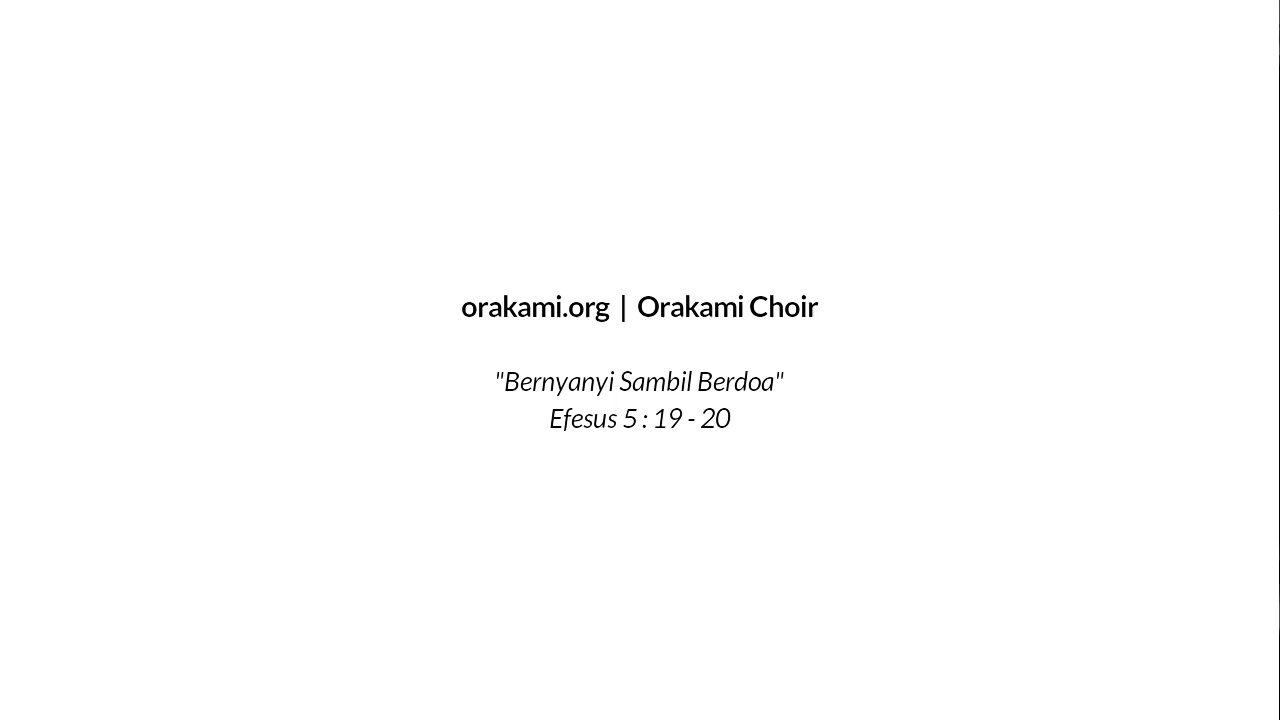 orakami.org | Orakami Choir
"Bernyanyi Sambil Berdoa"
Efesus 5 : 19 - 20